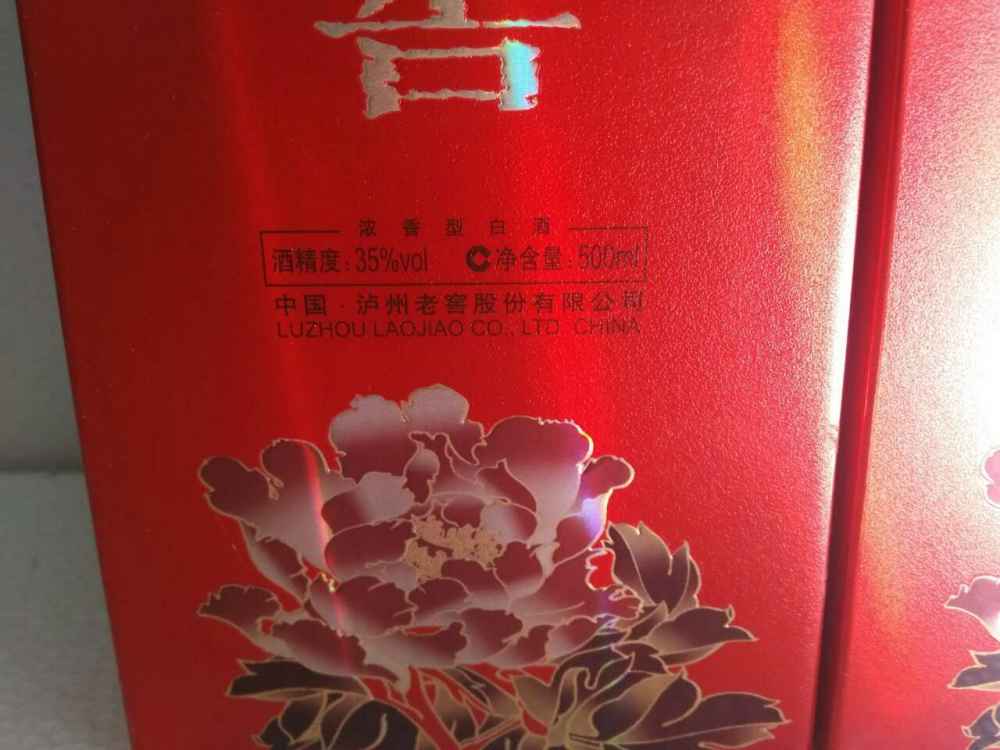 浓香型白酒
酒精度:35%vol C净含量:500ml
中国·泸州老窖股份有限公司
LUZHOU LAOJIAO CO., LTD. CHINA